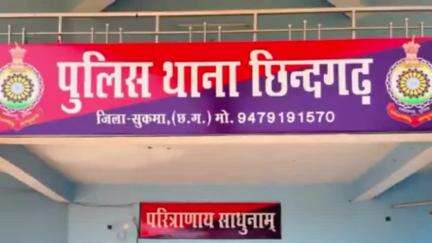 पुलिस थाना छिन्दगढ़
जिला-सुकमा,(छ.ग.) मो. 9479191570
परित्राणाय साधुनाम्